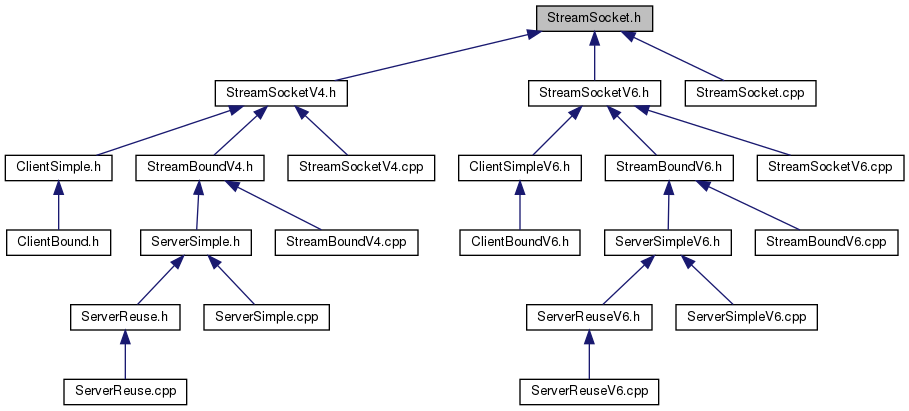 StreamSocket.h
StreamSocketV4.h
StreamSocketV6.h
StreamSocket.cpp
ClientSimple.h
StreamBoundV4.h
StreamSocketV4.cpp
ClientSimpleV6.h
StreamBoundV6.h
StreamSocketV6.cpp
ClientBound.h
ServerSimple.h
StreamBoundV4.cpp
ClientBoundV6.h
ServerSimpleV6.h
StreamBoundV6.cpp
ServerReuse.h
ServerSimple.cpp
ServerReuseV6.h
ServerSimpleV6.cpp
ServerReuse.cpp
ServerReuseV6.cpp